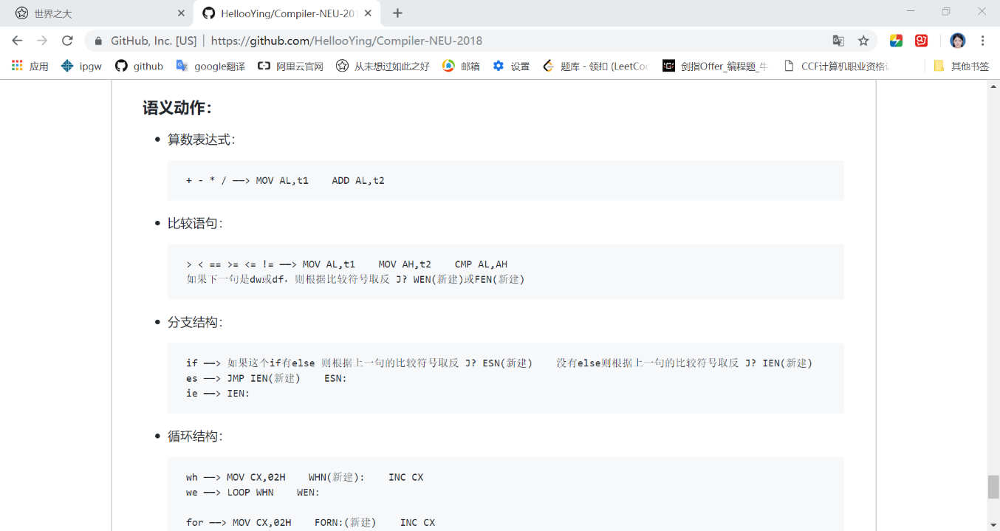 世界之大
HellooYing/Compiler-NEU-201
GitHub, Inc. [US] | https://github.com/HellooYing/Compiler-NEU-2018
应用 ipgw github google翻译 阿里云官网 从未想过如此之好 邮箱 设置 题库 - 领扣 (LeetCoc 剑指Offer_编程题_牛 CCF计算机职业资格认 其他书签
语义动作：
算数表达式：
+ - * / ——> MOV AL,t1    ADD AL,t2
比较语句：
> < == >= <= != ——> MOV AL,t1    MOV AH,t2    CMP AL,AH
如果下一句是dw或df，则根据比较符号取反 J? WEN(新建)或FEN(新建)
分支结构：
if ——> 如果这个if有else 则根据上一句的比较符号取反 J? ESN(新建)    没有else则根据上一句的比较符号取反 J? IEN(新建)
es ——> JMP IEN(新建)    ESN:
ie ——> IEN:
循环结构：
wh ——> MOV CX,02H    WHN(新建):    INC CX
we ——> LOOP WHN    WEN:
for ——> MOV CX,02H    FORN:(新建)    INC CX